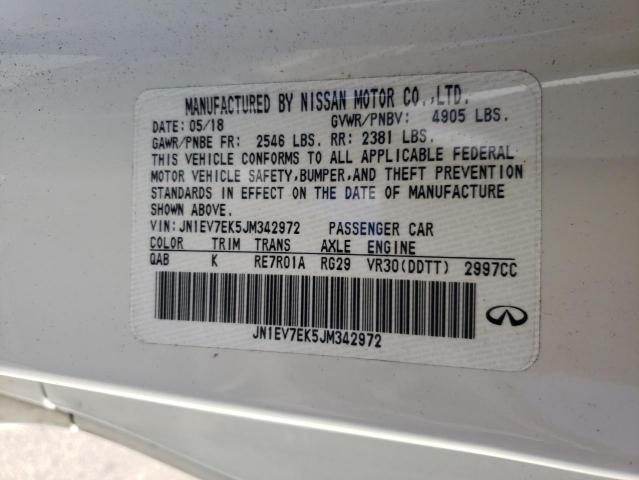 MANUFACTURED BY NISSAN MOTOR CO.,LTD.
DATE: 05/18 GVWR/PNBV: 4905 LBS.
GAWR/PNBE FR: 2546 LBS. RR: 2381 LBS.
THIS VEHICLE CONFORMS TO ALL APPLICABLE FEDERAL
MOTOR VEHICLE SAFETY,BUMPER,AND THEFT PREVENTION
STANDARDS IN EFFECT ON THE DATE OF MANUFACTURE
SHOWN ABOVE.
VIN: JN1EV7EK5JM342972 PASSENGER CAR
COLOR TRIM TRANS AXLE ENGINE
QAB K RE7R01A RG29 VR30(DDTT) 2997CC
JN1EV7EK5JM342972